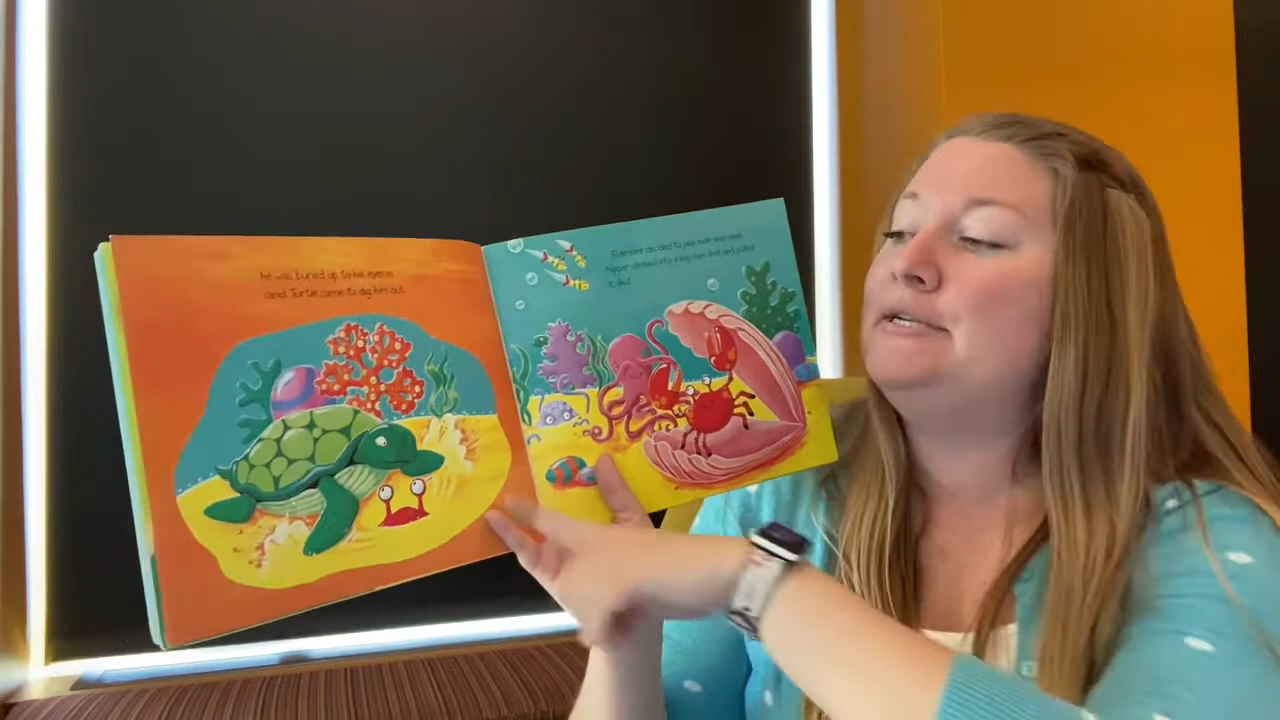 he was buried up to his eyes in
sand. Turtle came to dig him out.
Everyone decided to play hide and seek.
Nipper climbed into a big clam shell and pulled
it shut.